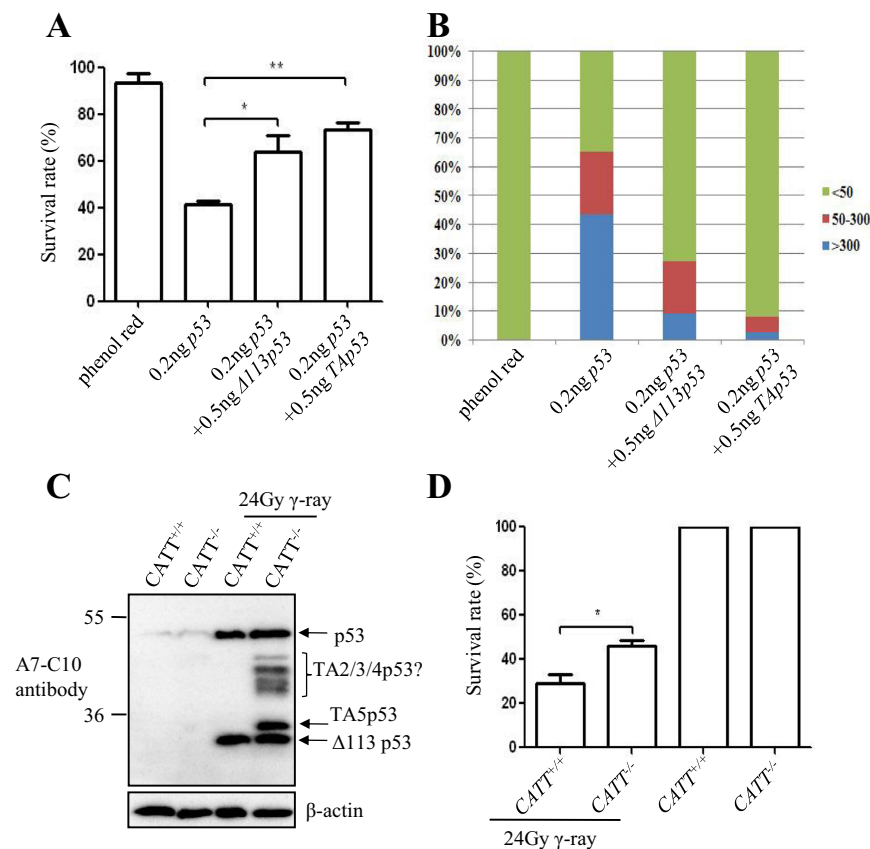 A
Survival rate (%)
100
80
60
40
20
0
*
**
phenol red
0.2ng p53
0.2ng p53
+0.5ng Δ113p53
0.2ng p53
+0.5ng TAp53
B
100%
90%
80%
70%
60%
50%
40%
30%
20%
10%
0%
<50
50-300
>300
phenol red
0.2ng p53
0.2ng p53
+0.5ng Δ113p53
0.2ng p53
+0.5ng TAp53
C
24Gy γ-ray
CATT+/+
CATT-/-
CATT+/+
CATT-/-
55
36
A7-C10
antibody
p53
TA2/3/4p53?
TA5p53
Δ113 p53
β-actin
D
Survival rate (%)
100
80
60
40
20
0
*
CATT+/+
CATT-/-
CATT+/+
CATT-/-
24Gy γ-ray